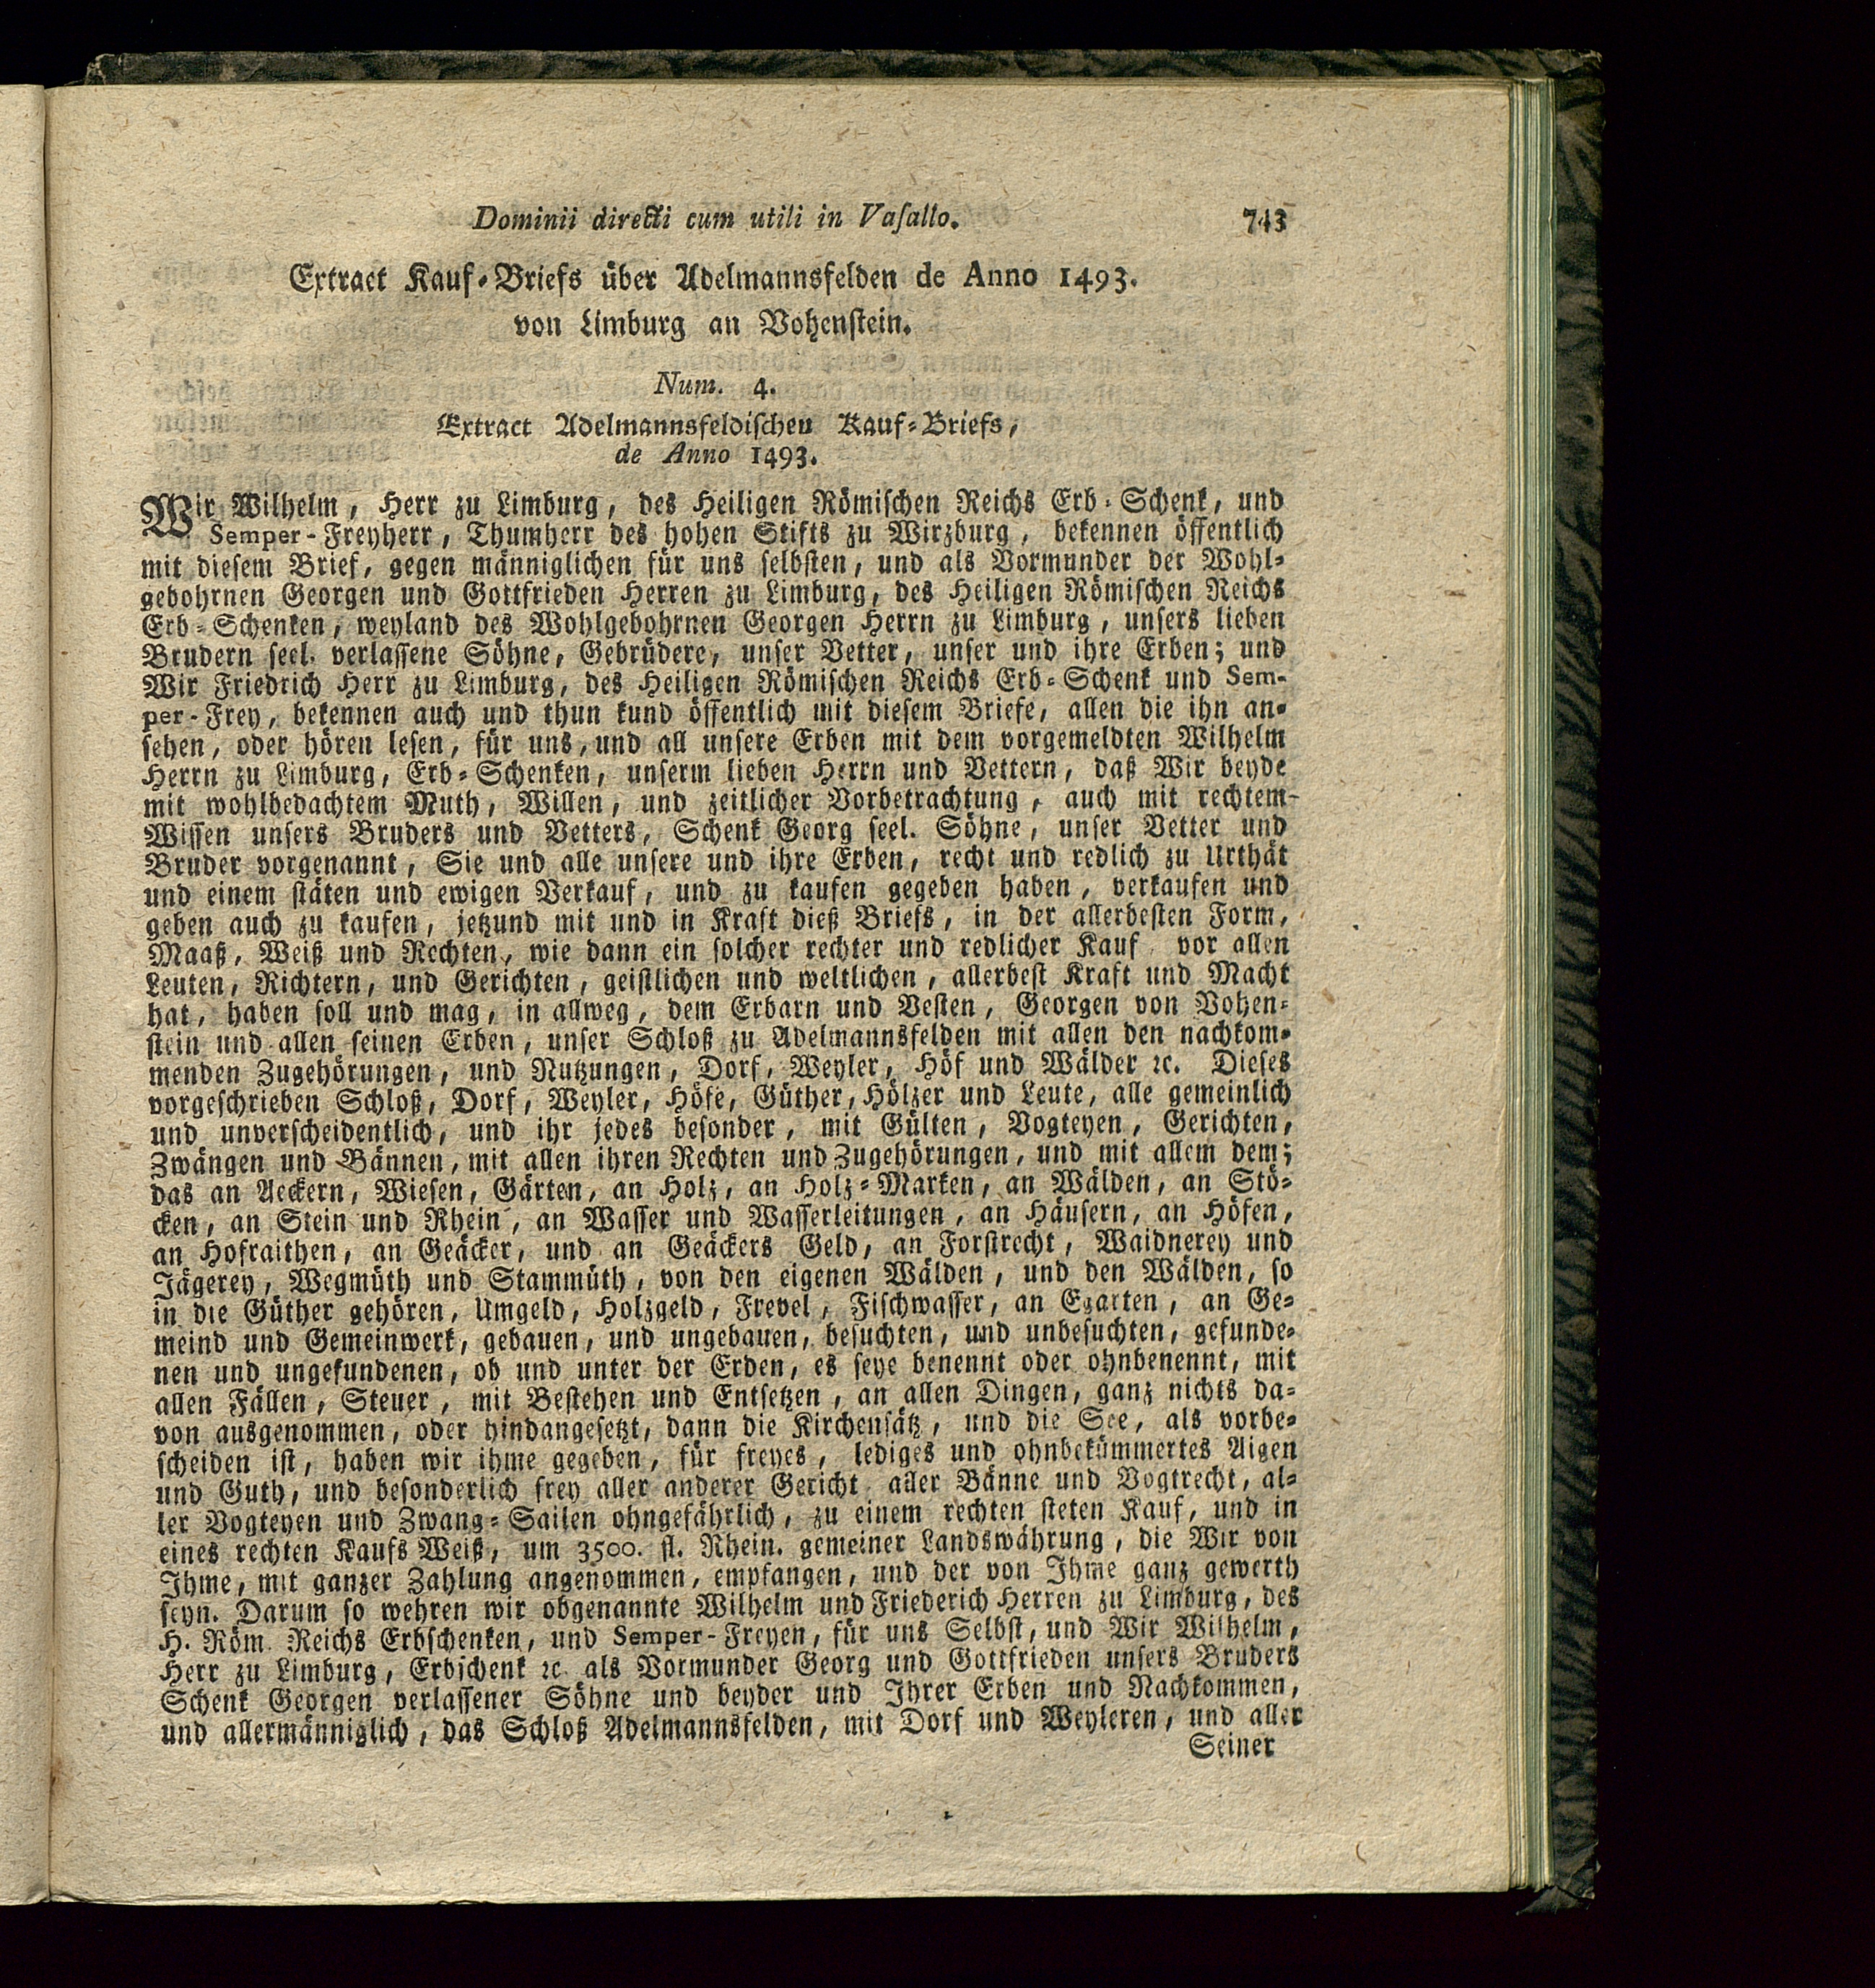 Dominii directi cum utili in Vaſallo. 743
Extract Kauf-Briefs über Adelmannsfelden de Anno 1493.
von Limburg an Vohenstein.
Num. 4.
Extract Adelmannsfeldischen Kauf-Briefs,
de Anno 1493.
Wir Wilhelm, Herr zu Limburg, des Heiligen Römischen Reichs Erb-Schenk, und
Semper-Freyherr, Thumherr des hohen Stifts zu Wirzburg, bekennen öffentlich
mit diesem Brief, gegen männiglichen für uns selbsten, und als Vormunder der Wohl-
gebohrnen Georgen und Gottfrieden Herren zu Limburg, des Heiligen Römischen Reichs
Erb-Schenken, weyland des Wohlgebohrnen Georgen Herrn zu Limburg, unsers lieben
Brudern seel. verlassene Söhne, Gebrüdere, unser Vetter, unser und ihre Erben; und
Wir Friedrich Herr zu Limburg, des Heiligen Römischen Reichs Erb-Schenk und Sem-
per-Frey, bekennen auch und thun kund öffentlich mit diesem Briefe, allen die ihn an-
sehen, oder hören lesen, für uns, und all unsere Erben mit dem vorgemeldten Wilhelm
Herrn zu Limburg, Erb-Schenken, unserm lieben Herrn und Vettern, daß Wir beyde
mit wohlbedachtem Muth, Willen, und zeitlicher Vorbetrachtung, auch mit rechtem
Wissen unsers Bruders und Vetters, Schenk Georg seel. Söhne, unser Vetter und
Bruder vorgenannt, Sie und alle unsere und ihre Erben, recht und redlich zu Urthät
und einem stäten und ewigen Verkauf, und zu kaufen gegeben haben, verkaufen und
geben auch zu kaufen, jetzund mit und in Kraft dieß Briefs, in der allerbesten Form,
Maaß, Weiß und Rechten, wie dann ein solcher rechter und redlicher Kauf vor allen
Leuten, Richtern, und Gerichten, geistlichen und weltlichen, allerbest Kraft und Macht
hat, haben soll und mag, in allweg, dem Erbarn und Vesten, Georgen von Vohen-
stein und allen seinen Erben, unser Schloß zu Adelmannsfelden mit allen den nachkom-
menden Zugehörungen, und Nutzungen, Dorf, Weyler, Höf und Wälder ꝛc. Dieses
vorgeschrieben Schloß, Dorf, Weyler, Höfe, Güther, Hölzer und Leute, alle gemeinlich
und unverscheidentlich, und ihr jedes besonder, mit Gülten, Vogteyen, Gerichten,
Zwängen und Bännen, mit allen ihren Rechten und Zugehörungen, und mit allem dem;
das an Aeckern, Wiesen, Gärten, an Holz, an Holz-Marken, an Wälden, an Stö-
cken, an Stein und Rhein, an Wasser und Wasserleitungen, an Häusern, an Höfen,
an Hofraithen, an Geäcker, und an Geäckers Geld, an Forstrecht, Waidnerey und
Jägerey, Wegmüth und Stammüth, von den eigenen Wälden, und den Wälden, so
in die Güther gehören, Umgeld, Holzgeld, Frevel, Fischwasser, an Egarten, an Ge-
meind und Gemeinwerk, gebauen, und ungebauen, besuchten, und unbesuchten, gefunde-
nen und ungefundenen, ob und unter der Erden, es seye benennt oder ohnbenennt, mit
allen Fällen, Steuer, mit Bestehen und Entsetzen, an allen Dingen, ganz nichts da-
von ausgenommen, oder hindangesetzt, dann die Kirchensätz, und die See, als vorbe-
scheiden ist, haben wir ihme gegeben, für freyes, lediges und ohnbekümmertes Aigen
und Guth, und besonderlich frey aller anderer Gericht aller Bänne und Vogtrecht, al-
ler Vogteyen und Zwang-Sailen ohngefährlich, zu einem rechten steten Kauf, und in
eines rechten Kaufs Weiß, um 3500. fl. Rhein. gemeiner Landswährung, die Wir von
Ihme, mit ganzer Zahlung angenommen, empfangen, und der von Ihme ganz gewerth
seyn. Darum so wehren wir obgenannte Wilhelm und Friederich Herren zu Limburg, des
H. Röm. Reichs Erbschenken, und Semper-Freyen, für uns Selbst, und Wir Wilhelm,
Herr zu Limburg, Erbschenk ꝛc. als Vormunder Georg und Gottfrieden unsers Bruders
Schenk Georgen verlassener Söhne und beyder und Ihrer Erben und Nachkommen,
und allermänniglich, das Schloß Adelmannsfelden, mit Dorf und Weyleren, und aller
Seiner